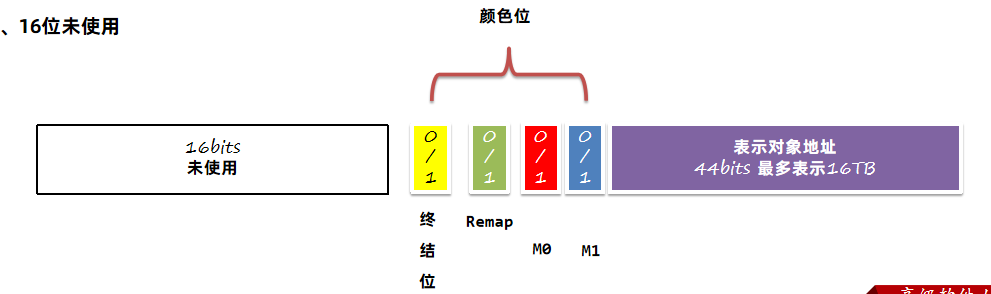 颜色位
、16位未使用
16bits
未使用
0/1
0/1
0/1
0/1
表示对象地址
44bits 最多表示16TB
终结位
Remap
M0
M1